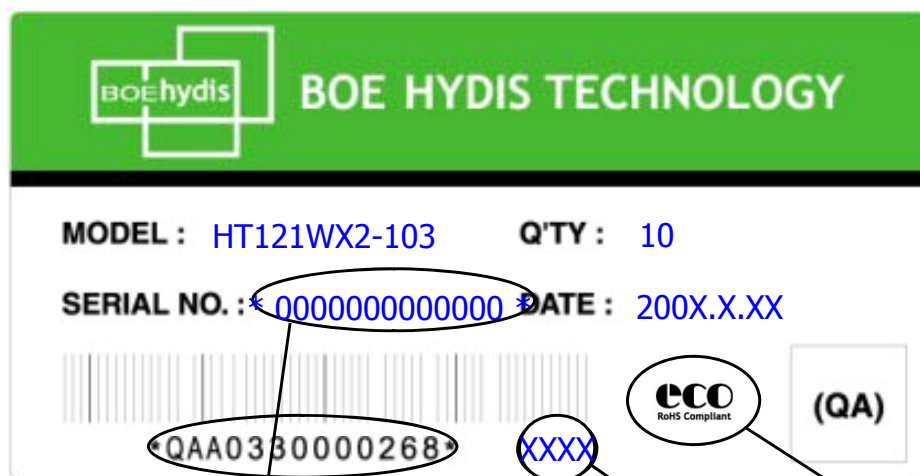 BOEhydis
BOE HYDIS TECHNOLOGY
MODEL : HT121WX2-103 Q'TY : 10
SERIAL NO. : * 0000000000000 * DATE : 200X.X.XX
eco
RoHS Compliant
(QA)
*QAA0330000268* XXXX